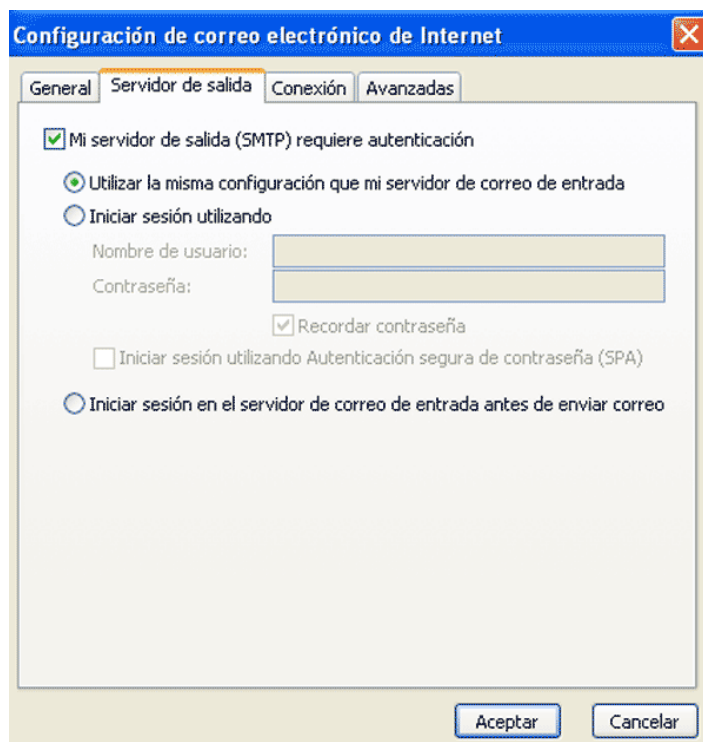 Configuración de correo electrónico de Internet
General Servidor de salida Conexión Avanzadas
Mi servidor de salida (SMTP) requiere autenticación
Utilizar la misma configuración que mi servidor de correo de entrada
Iniciar sesión utilizando
Nombre de usuario:
Contraseña:
Recordar contraseña
Iniciar sesión utilizando Autenticación segura de contraseña (SPA)
Iniciar sesión en el servidor de correo de entrada antes de enviar correo
Aceptar Cancelar